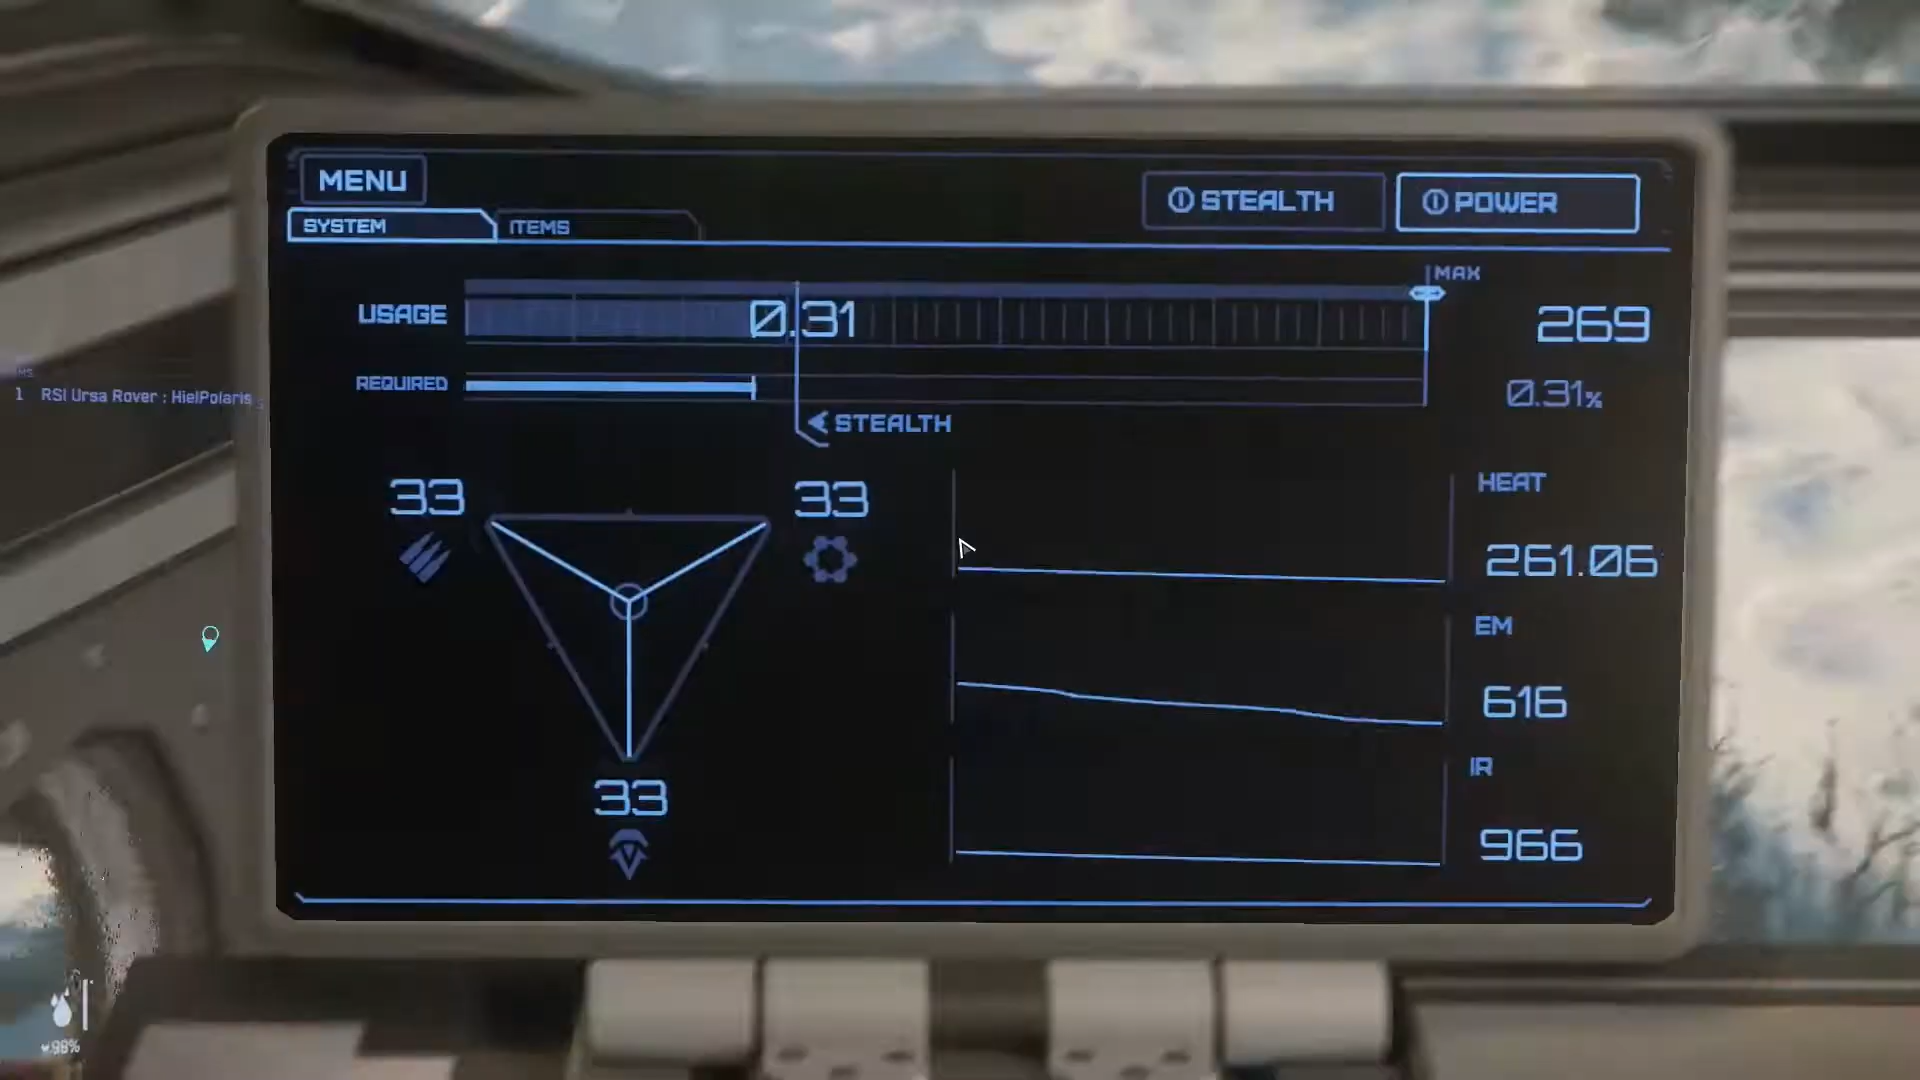 MENU
STEALTH
POWER
SYSTEM
ITEMS
MAX
USAGE
0.31
269
REQUIRED
0.31%
STEALTH
1 RSI Ursa Rover : HielPolaris
33
33
HEAT
261.06
EM
616
IR
33
966
98%